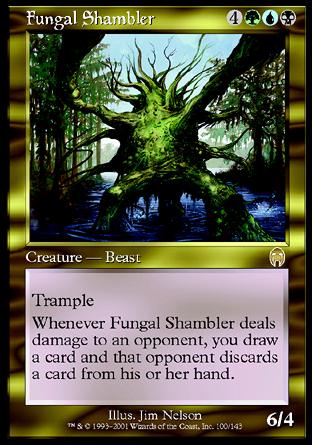 Fungal Shambler 4
Creature — Beast
Trample
Whenever Fungal Shambler deals
damage to an opponent, you draw
a card and that opponent discards
a card from his or her hand.
Illus. Jim Nelson
™ & © 1993–2001 Wizards of the Coast, Inc. 100/143
6/4